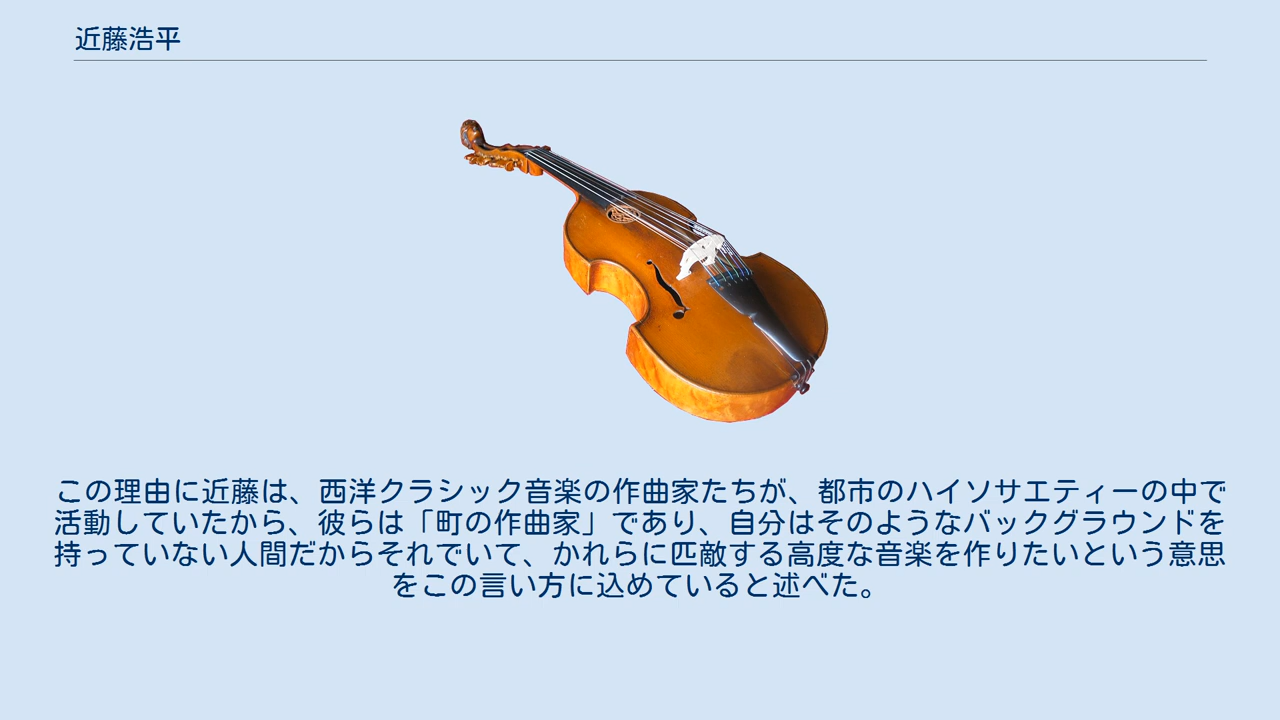 近藤浩平
この理由に近藤は、西洋クラシック音楽の作曲家たちが、都市のハイソサエティーの中で
活動していたから、彼らは「町の作曲家」であり、自分はそのようなバックグラウンドを
持っていない人間だからそれでいて、かれらに匹敵する高度な音楽を作りたいという意思
をこの言い方に込めていると述べた。